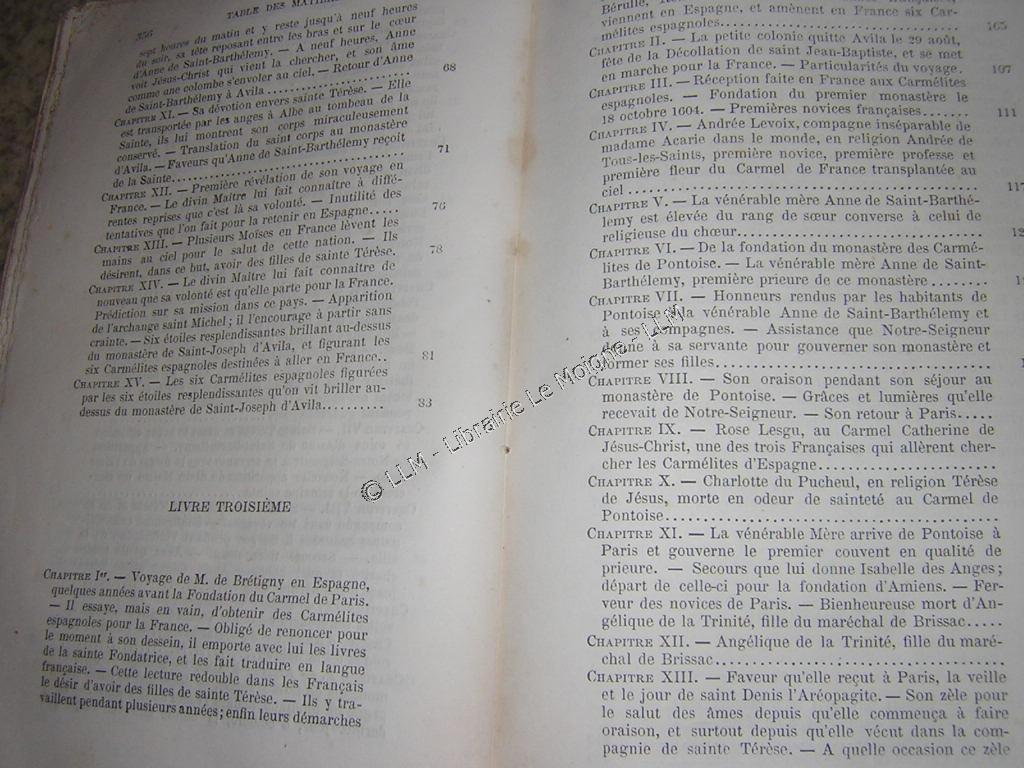 356 TABLE DES MATIÈRES
sept heures du matin et y reste jusqu'à neuf heures
du soir, sa tête reposant entre les bras et sur le cœur
d'Anne de Saint-Barthélemy. — A neuf heures, Anne
voit Jésus-Christ qui vient la chercher, et son âme
comme une colombe s'envoler au ciel. — Retour d'Anne
de Saint-Barthélemy à Avila .................... 68
CHAPITRE XI. — Sa dévotion envers sainte Térèse. — Elle
est transportée par les anges à Albe au tombeau de la
Sainte, ils lui montrent son corps miraculeusement
conservé. — Translation du saint corps au monastère
d'Avila. — Faveurs qu'Anne de Saint-Barthélemy reçoit
de la Sainte.................... 71
CHAPITRE XII. — Première révélation de son voyage en
France. — Le divin Maître lui fait connaître à diffé-
rentes reprises que c'est là sa volonté. — Inutilité des
tentatives que l'on fait pour la retenir en Espagne..... 76
CHAPITRE XIII. — Plusieurs Moïses en France lèvent les
mains au ciel pour le salut de cette nation. — Ils
désirent, dans ce but, avoir des filles de sainte Térèse. 78
CHAPITRE XIV. — Le divin Maître lui fait connaître de
nouveau que sa volonté est qu'elle parte pour la France.
Prédiction sur sa mission dans ce pays. — Apparition
de l'archange saint Michel ; il l'encourage à partir sans
crainte. — Six étoiles resplendissantes brillant au-dessus
du monastère de Saint-Joseph d'Avila, et figurant les
six Carmélites espagnoles destinées à aller en France.. 81
CHAPITRE XV. — Les six Carmélites espagnoles figurées
par les six étoiles resplendissantes qu'on vit briller au-
dessus du monastère de Saint-Joseph d'Avila.......... 83
LIVRE TROISIÈME
CHAPITRE Ier. — Voyage de M. de Brétigny en Espagne,
quelques années avant la Fondation du Carmel de Paris.
— Il essaye, mais en vain, d'obtenir des Carmélites
espagnoles pour la France. — Obligé de renoncer pour
le moment à son dessein, il emporte avec lui les livres
de la sainte Fondatrice, et les fait traduire en langue
française. — Cette lecture redouble dans les Français
le désir d'avoir des filles de sainte Térèse. — Ils y tra-
vaillent pendant plusieurs années ; enfin leurs démarches
Bérulle,
viennent en Espagne, et amènent en France six Car-
mélites espagnoles.................... 105
CHAPITRE II. — La petite colonie quitte Avila le 29 août,
fête de la Décollation de saint Jean-Baptiste, et se met
en marche pour la France. — Particularités du voyage. 107
CHAPITRE III. — Réception faite en France aux Carmélites
espagnoles. — Fondation du premier monastère le
18 octobre 1604. — Premières novices françaises....... 111
CHAPITRE IV. — Andrée Levoix, compagne inséparable de
madame Acarie dans le monde, en religion Andrée de
Tous-les-Saints, première novice, première professe et
première fleur du Carmel de France transplantée au
ciel .................... 117
CHAPITRE V. — La vénérable mère Anne de Saint-Barthé-
lemy est élevée du rang de sœur converse à celui de
religieuse du chœur....................
CHAPITRE VI. — De la fondation du monastère des Carmé-
lites de Pontoise. — La vénérable mère Anne de Saint-
Barthélemy, première prieure de ce monastère ........
CHAPITRE VII. — Honneurs rendus par les habitants de
Pontoise à la vénérable Anne de Saint-Barthélemy et
à ses compagnes. — Assistance que Notre-Seigneur
donne à sa servante pour gouverner son monastère et
former ses filles....................
CHAPITRE VIII. — Son oraison pendant son séjour au
monastère de Pontoise. — Grâces et lumières qu'elle
recevait de Notre-Seigneur. — Son retour à Paris.....
CHAPITRE IX. — Rose Lesgu, au Carmel Catherine de
Jésus-Christ, une des trois Françaises qui allèrent cher-
cher les Carmélites d'Espagne....................
CHAPITRE X. — Charlotte du Pucheul, en religion Térèse
de Jésus, morte en odeur de sainteté au Carmel de
Pontoise....................
CHAPITRE XI. — La vénérable Mère arrive de Pontoise à
Paris et gouverne le premier couvent en qualité de
prieure. — Secours que lui donne Isabelle des Anges ;
départ de celle-ci pour la fondation d'Amiens. — Fer-
veur des novices de Paris. — Bienheureuse mort d'An-
gélique de la Trinité, fille du maréchal de Brissac.....
CHAPITRE XII. — Angélique de la Trinité, fille du maré-
chal de Brissac....................
CHAPITRE XIII. — Faveur qu'elle reçut à Paris, la veille
et le jour de saint Denis l'Aréopagite. — Son zèle pour
le salut des âmes depuis qu'elle commença à faire
oraison, et surtout depuis qu'elle vécut dans la com-
pagnie de sainte Térèse. — A quelle occasion ce zèle
© LLM - Librairie Le Moigne - LLM